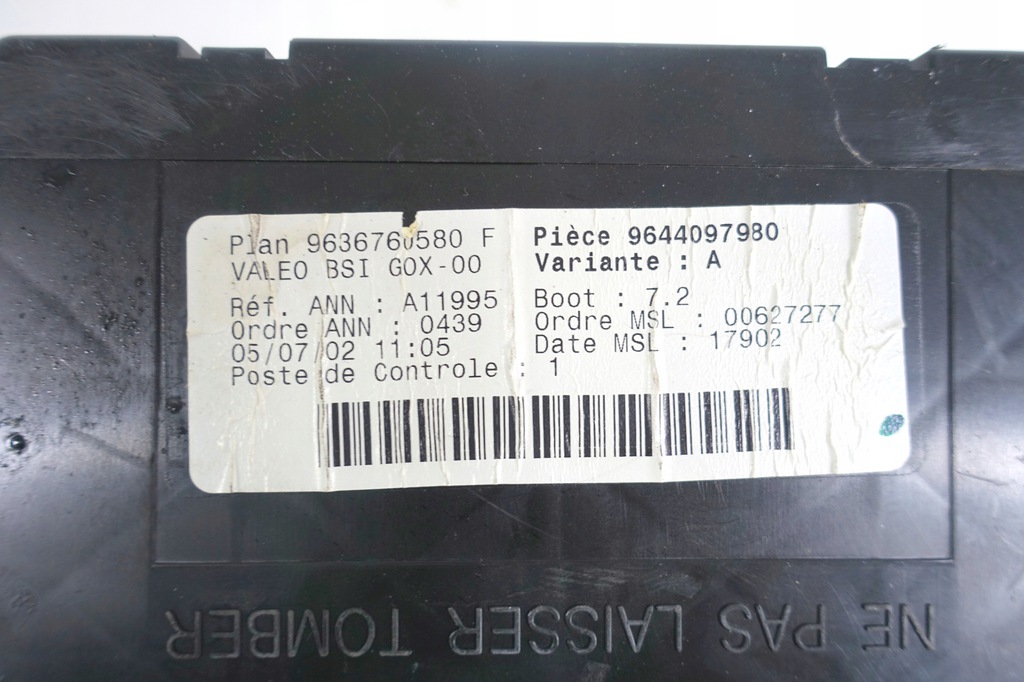 Plan 9636760580 F
VALEO BSI GOX-00
Réf. ANN : A11995
Ordre ANN : 0439
05/07/02 11:05
Poste de Controle : 1
Pièce 9644097980
Variante : A
Boot : 7.2
Ordre MSL : 00627277
Date MSL : 17902
NE PAS LAISSER TOMBER